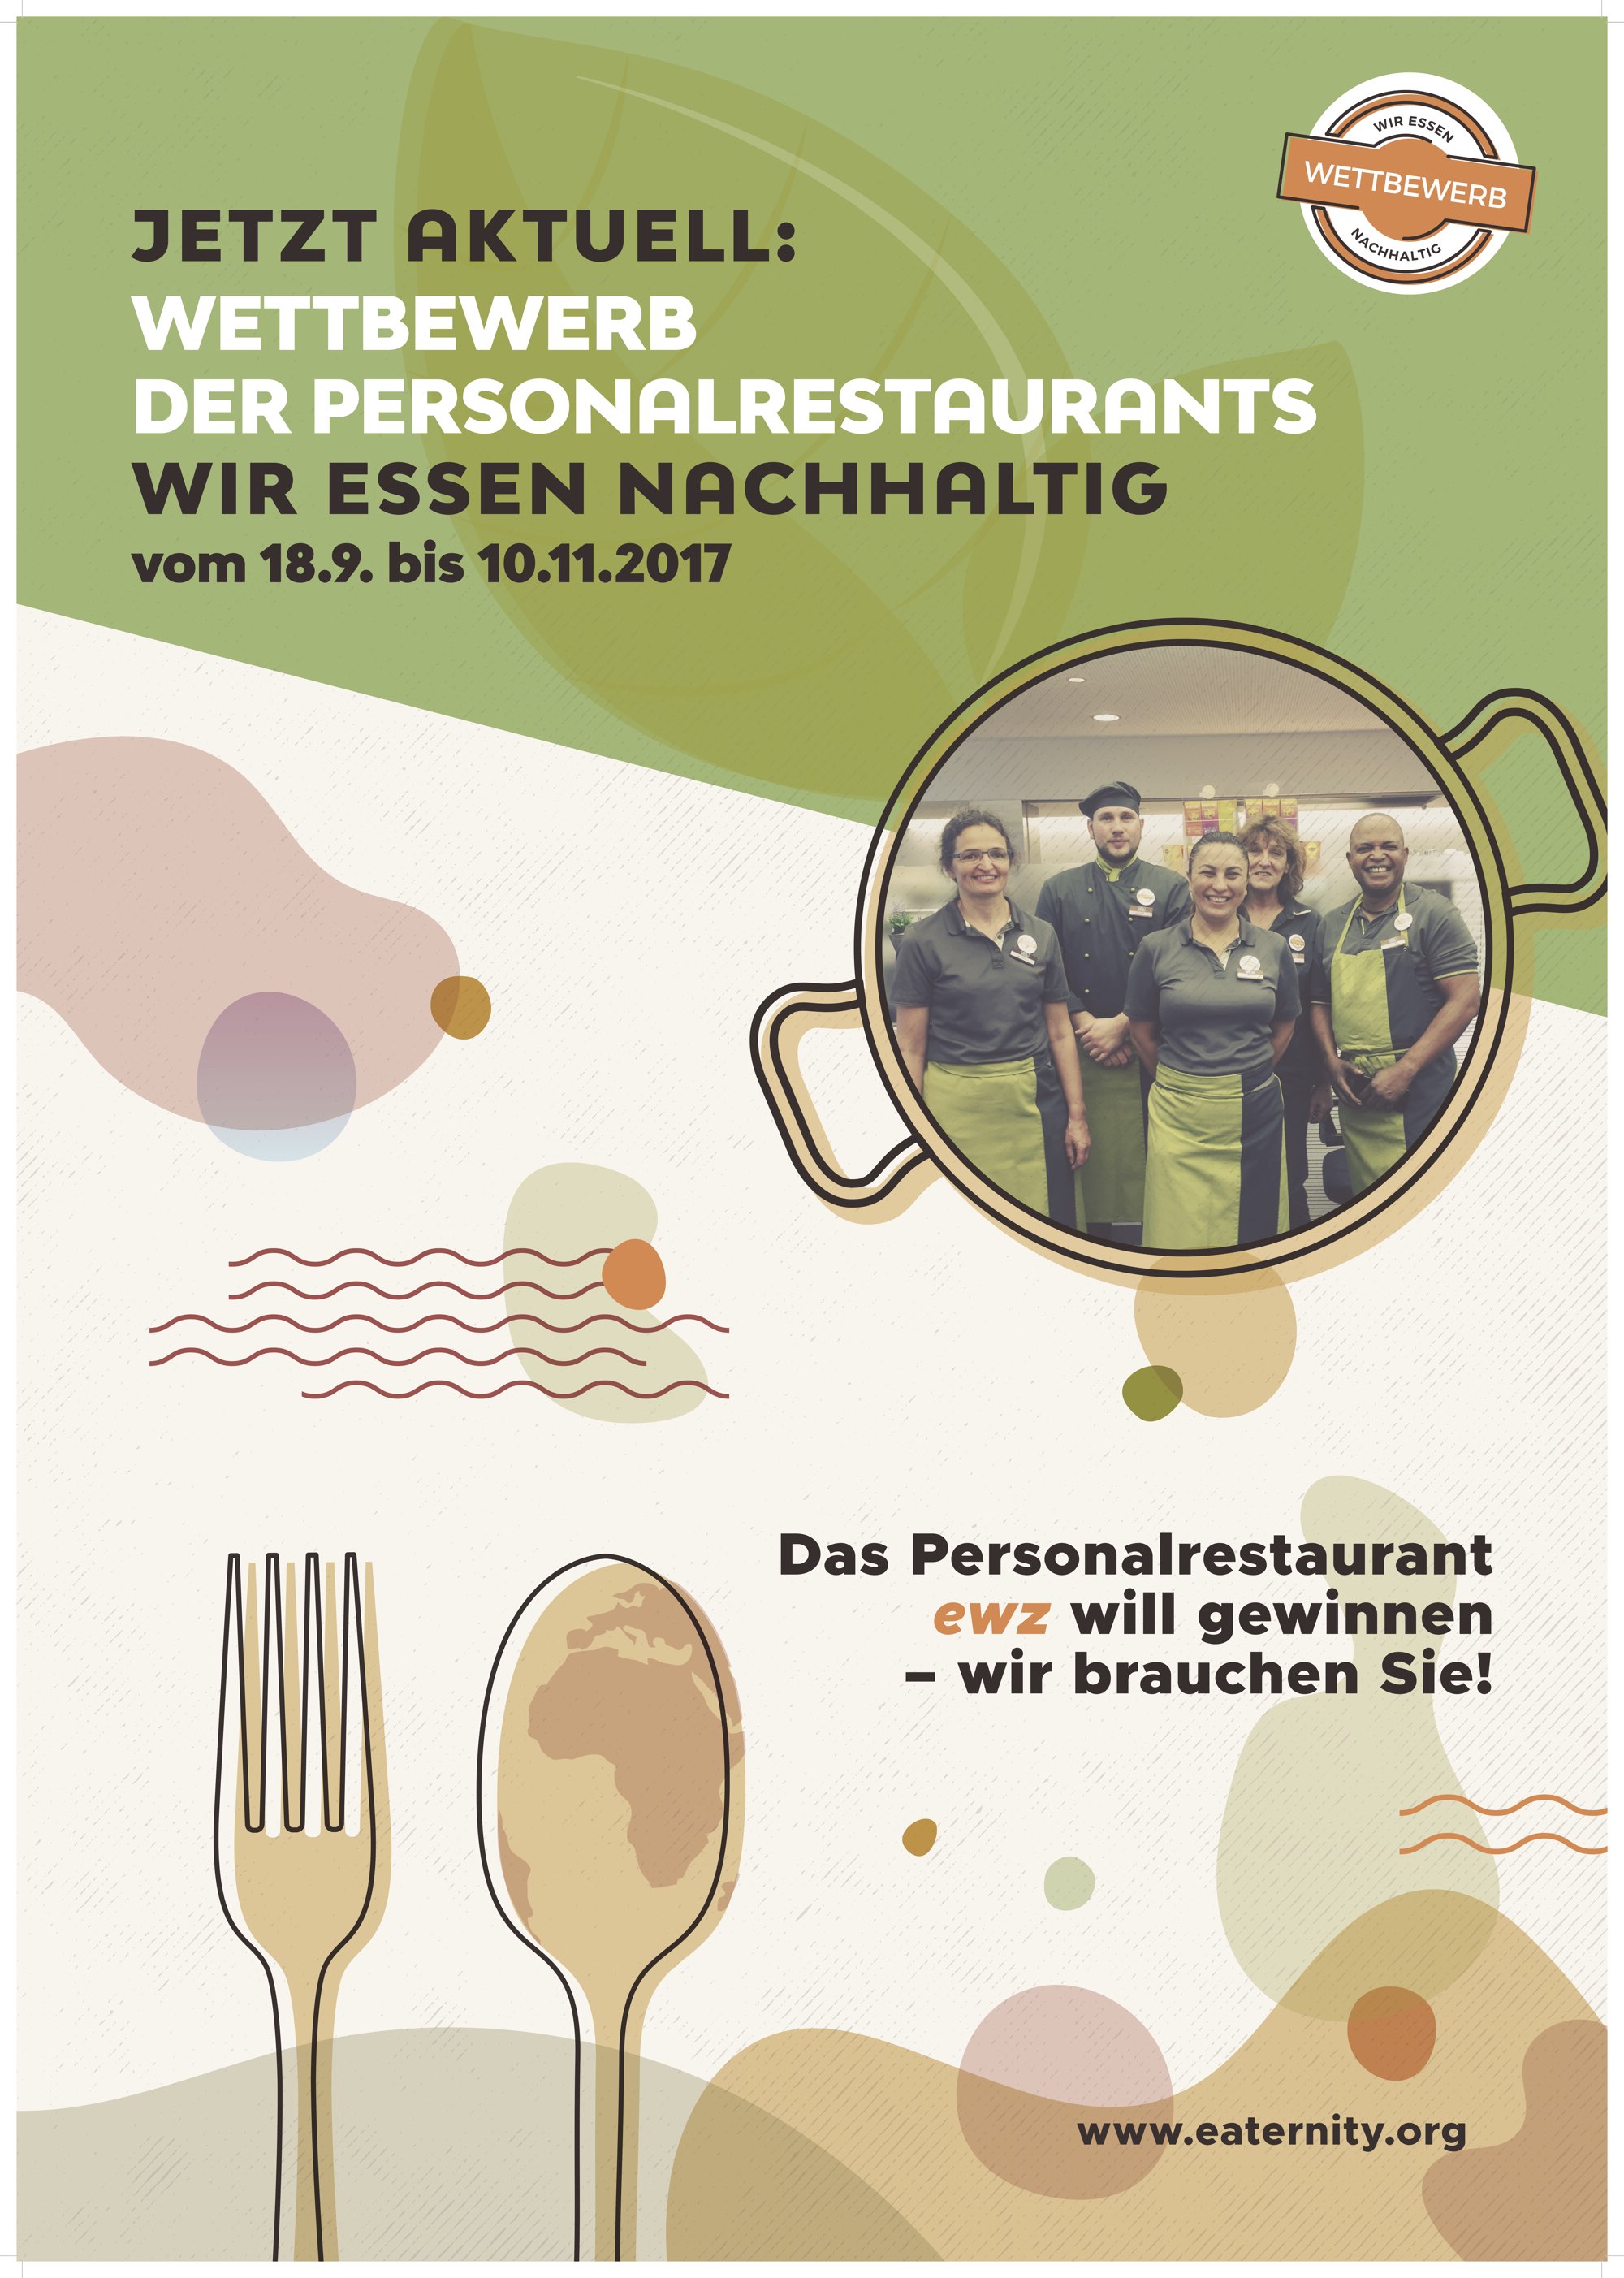 WIR ESSEN
WETTBEWERB
NACHHALTIG
JETZT AKTUELL:
WETTBEWERB
DER PERSONALRESTAURANTS
WIR ESSEN NACHHALTIG
vom 18.9. bis 10.11.2017
Das Personalrestaurant
ewz will gewinnen
– wir brauchen Sie!
www.eaternity.org